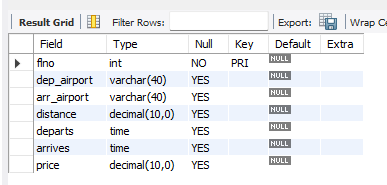 Result Grid Filter Rows: Export: Wrap Ce
Field Type Null Key Default Extra
flno int NO PRI NULL
dep_airport varchar(40) YES NULL
arr_airport varchar(40) YES NULL
distance decimal(10,0) YES NULL
departs time YES NULL
arrives time YES NULL
price decimal(10,0) YES NULL